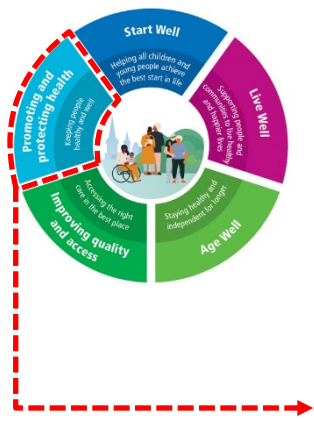 Start Well
Helping all children and
young people achieve
the best start in life
Live Well
Supporting people and
communities to live healthy
and happier lives
Age Well
Staying healthy and
independent for longer
Improving quality
and access
Accessing the right
care in the best place
Promoting and
protecting health
Keeping people
healthy and well